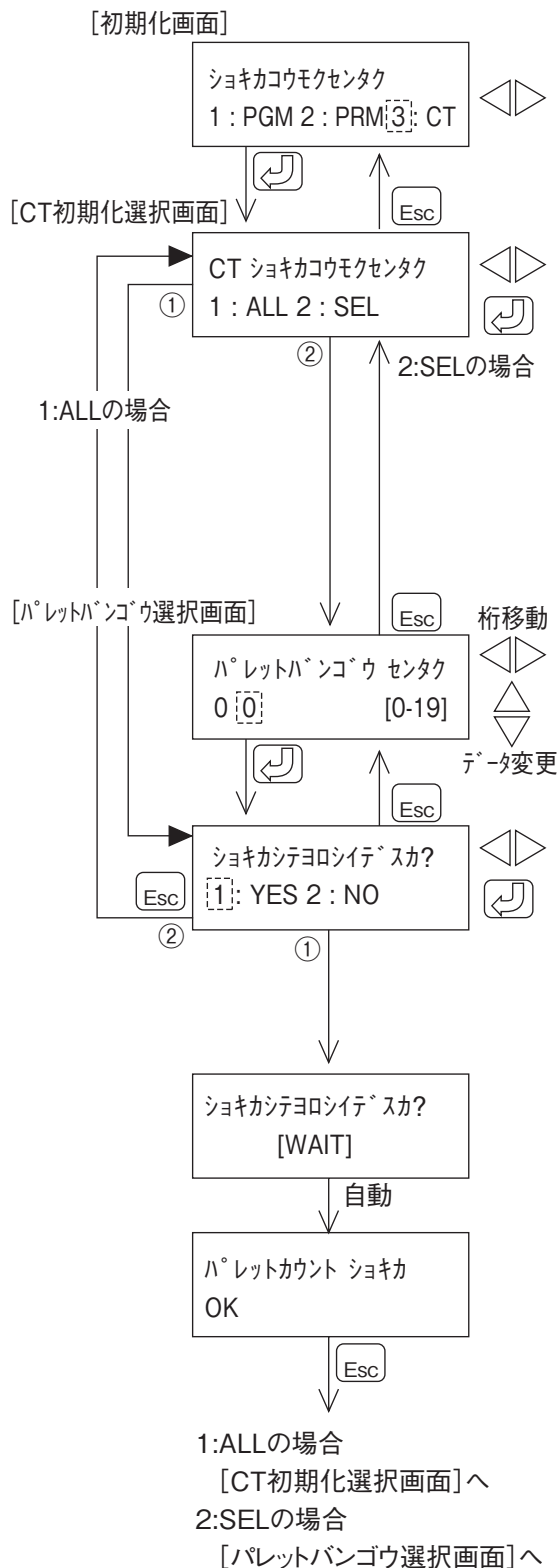 [初期化画面]
ショキカコウモクセンタク
1 : PGM 2 : PRM 3 : CT
Esc
[CT初期化選択画面]
CT ショキカコウモクセンタク
1 : ALL 2 : SEL
①
②
2:SELの場合
1:ALLの場合
[パレットバンゴウ選択画面]
Esc
桁移動
パレットバンゴウ センタク
0 0 [0-19]
データ変更
Esc
ショキカシテヨロシイデスカ?
1 : YES 2 : NO
Esc
②
①
ショキカシテヨロシイデスカ?
[WAIT]
自動
パレットカウント ショキカ
OK
Esc
1:ALLの場合
[CT初期化選択画面]へ
2:SELの場合
[パレットバンゴウ選択画面]へ